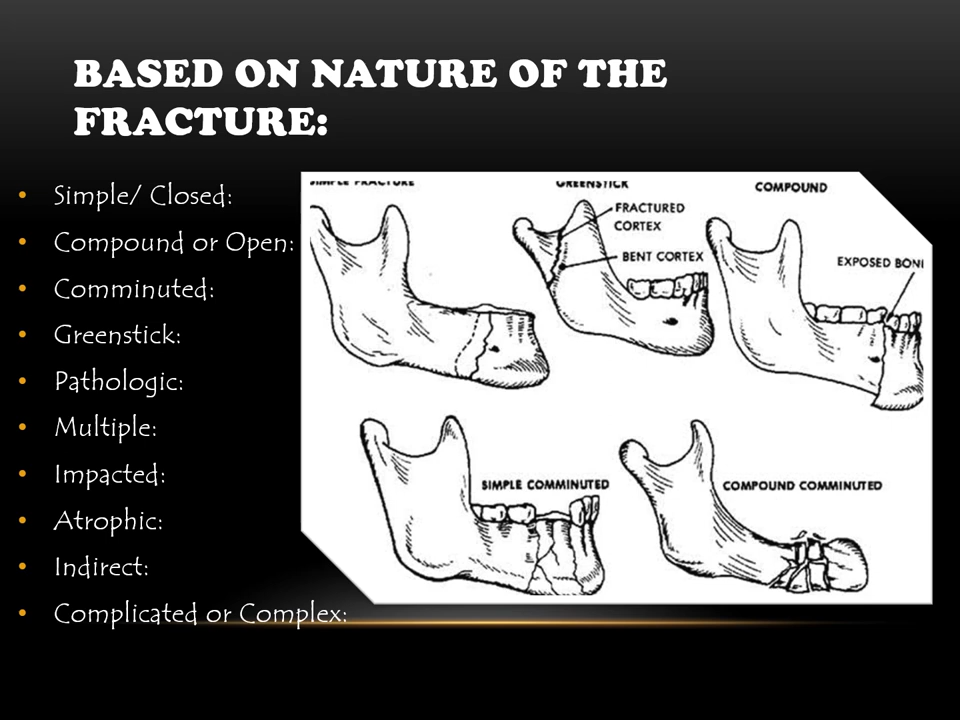 BASED ON NATURE OF THE
FRACTURE:
• Simple/ Closed:
• Compound or Open:
• Comminuted:
• Greenstick:
• Pathologic:
• Multiple:
• Impacted:
• Atrophic:
• Indirect:
• Complicated or Complex:
SIMPLE FRACTURE
GREENSTICK
COMPOUND
FRACTURED
CORTEX
BENT CORTEX
EXPOSED BON
SIMPLE COMMINUTED
COMPOUND COMMINUTED